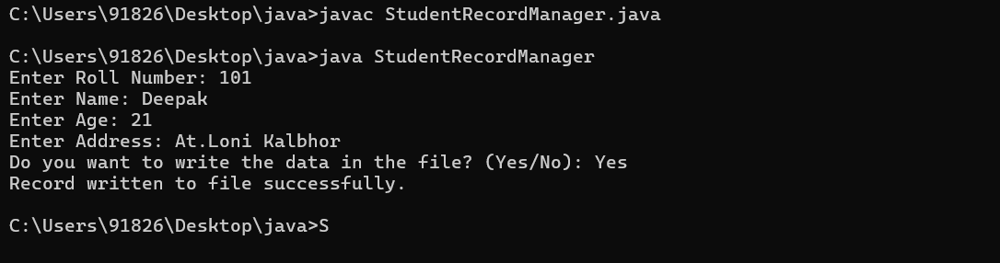 C:\Users\91826\Desktop\java>javac StudentRecordManager.java
C:\Users\91826\Desktop\java>java StudentRecordManager
Enter Roll Number: 101
Enter Name: Deepak
Enter Age: 21
Enter Address: At.Loni Kalbhor
Do you want to write the data in the file? (Yes/No): Yes
Record written to file successfully.
C:\Users\91826\Desktop\java>S